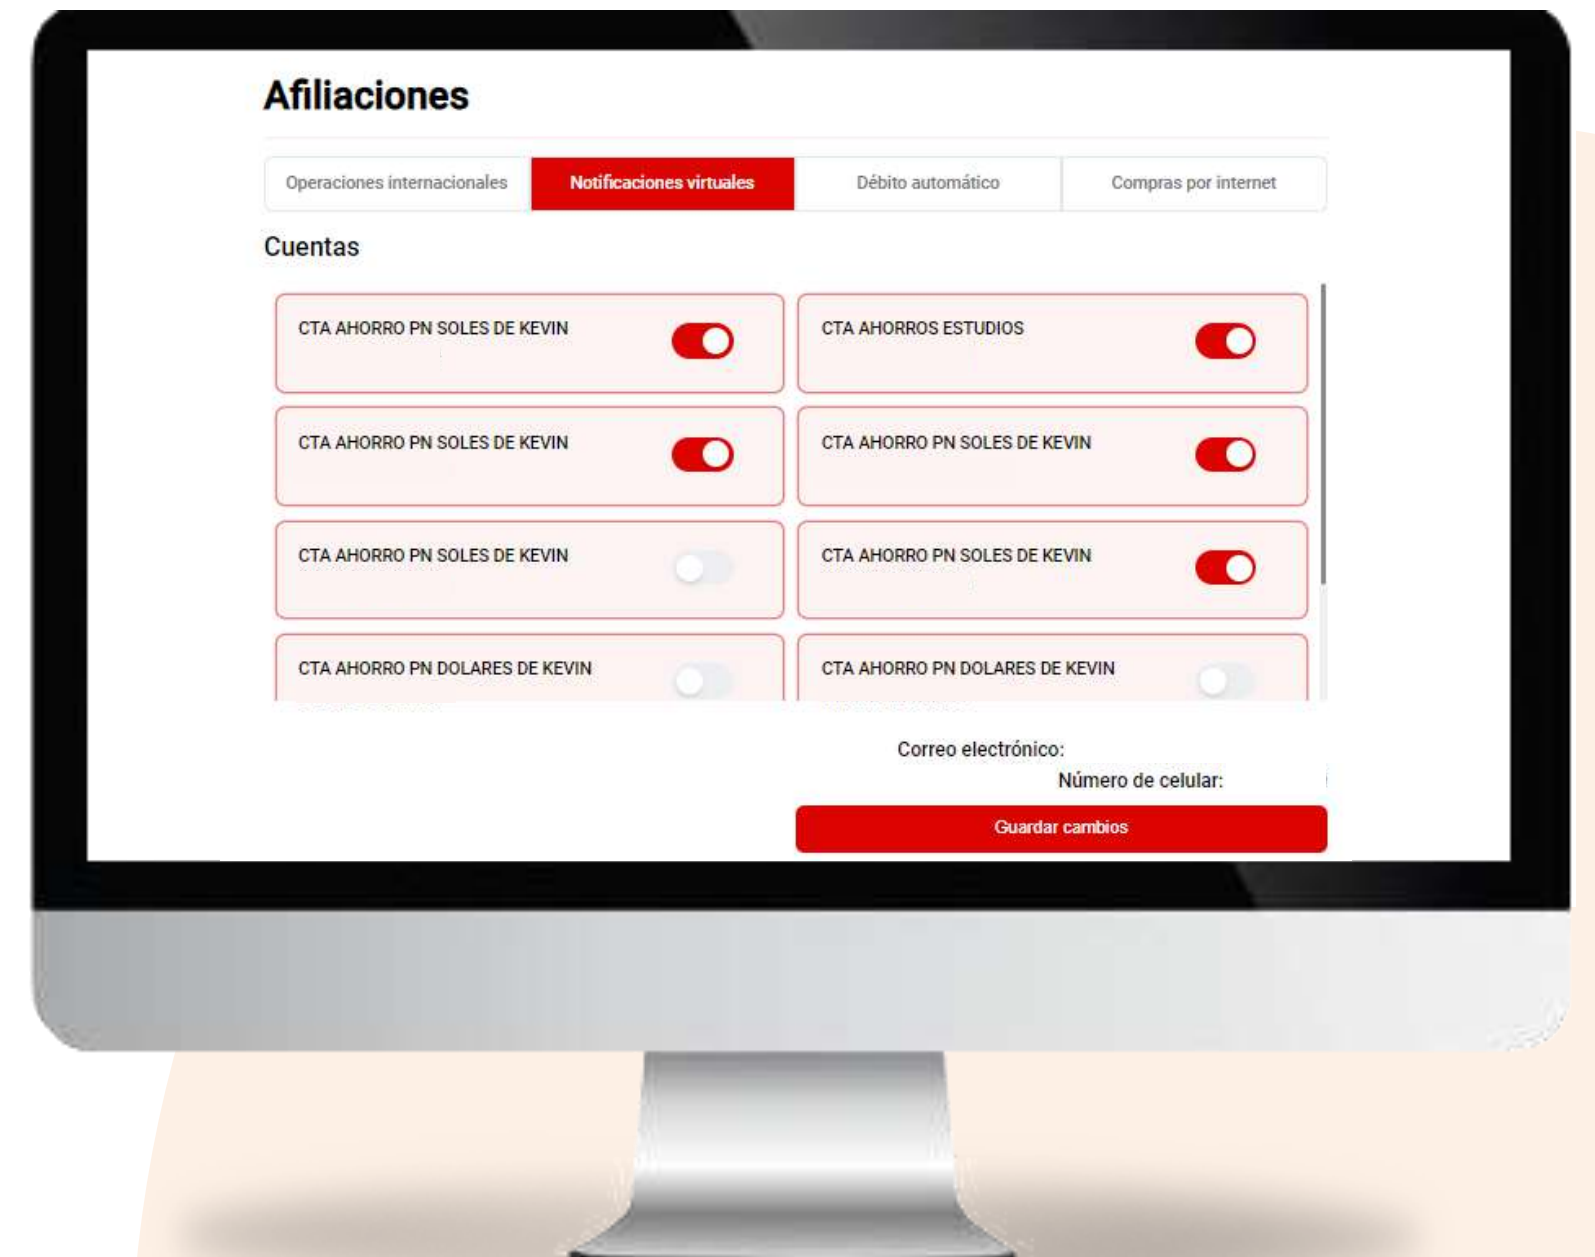 Afiliaciones
Operaciones internacionales
Notificaciones virtuales
Débito automático
Compras por internet
Cuentas
CTA AHORRO PN SOLES DE KEVIN
CTA AHORROS ESTUDIOS
CTA AHORRO PN SOLES DE KEVIN
CTA AHORRO PN SOLES DE KEVIN
CTA AHORRO PN SOLES DE KEVIN
CTA AHORRO PN SOLES DE KEVIN
CTA AHORRO PN DOLARES DE KEVIN
CTA AHORRO PN DOLARES DE KEVIN
Correo electrónico:
Número de celular:
Guardar cambios